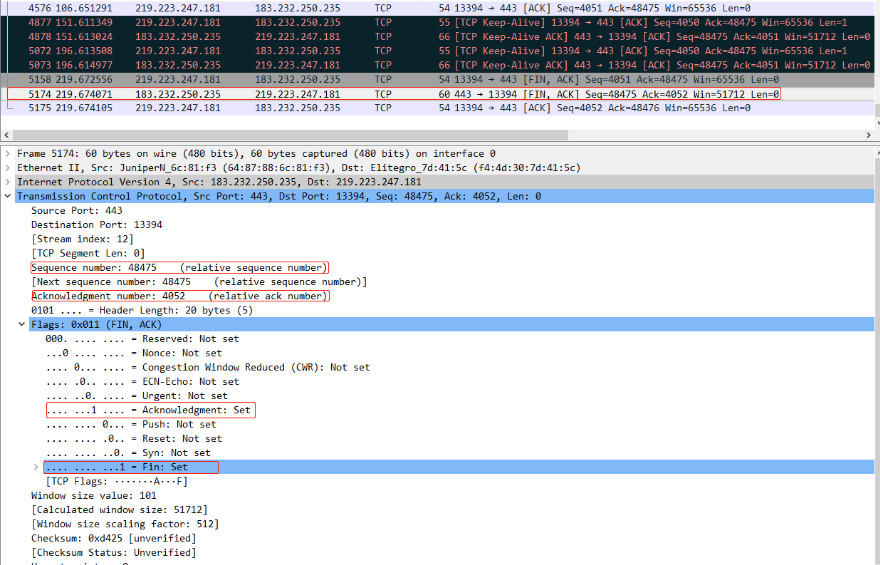 4576 106.651291 219.223.247.181 183.232.250.235 TCP 54 13394 → 443 [ACK] Seq=4051 Ack=48475 Win=65536 Len=0
4877 151.611349 219.223.247.181 183.232.250.235 TCP 55 [TCP Keep-Alive] 13394 → 443 [ACK] Seq=4050 Ack=48475 Win=65536 Len=1
4878 151.613024 183.232.250.235 219.223.247.181 TCP 66 [TCP Keep-Alive ACK] 443 → 13394 [ACK] Seq=48475 Ack=4051 Win=51712 Len=0
5072 196.613508 219.223.247.181 183.232.250.235 TCP 55 [TCP Keep-Alive] 13394 → 443 [ACK] Seq=4050 Ack=48475 Win=65536 Len=1
5073 196.614977 183.232.250.235 219.223.247.181 TCP 66 [TCP Keep-Alive ACK] 443 → 13394 [ACK] Seq=48475 Ack=4051 Win=51712 Len=0
5158 219.672556 219.223.247.181 183.232.250.235 TCP 54 13394 → 443 [FIN, ACK] Seq=4051 Ack=48475 Win=65536 Len=0
5174 219.674071 183.232.250.235 219.223.247.181 TCP 60 443 → 13394 [FIN, ACK] Seq=48475 Ack=4052 Win=51712 Len=0
5175 219.674105 219.223.247.181 183.232.250.235 TCP 54 13394 → 443 [ACK] Seq=4052 Ack=48476 Win=65536 Len=0
Frame 5174: 60 bytes on wire (480 bits), 60 bytes captured (480 bits) on interface 0
Ethernet II, Src: JuniperN_6c:81:f3 (64:87:88:6c:81:f3), Dst: Elitegro_7d:41:5c (f4:4d:30:7d:41:5c)
Internet Protocol Version 4, Src: 183.232.250.235, Dst: 219.223.247.181
Transmission Control Protocol, Src Port: 443, Dst Port: 13394, Seq: 48475, Ack: 4052, Len: 0
Source Port: 443
Destination Port: 13394
[Stream index: 12]
[TCP Segment Len: 0]
Sequence number: 48475 (relative sequence number)
[Next sequence number: 48475 (relative sequence number)]
Acknowledgment number: 4052 (relative ack number)
0101 .... = Header Length: 20 bytes (5)
Flags: 0x011 (FIN, ACK)
000. .... .... = Reserved: Not set
...0 .... .... = Nonce: Not set
.... 0... .... = Congestion Window Reduced (CWR): Not set
.... .0.. .... = ECN-Echo: Not set
.... ..0. .... = Urgent: Not set
.... ...1 .... = Acknowledgment: Set
.... .... 0... = Push: Not set
.... .... .0.. = Reset: Not set
.... .... ..0. = Syn: Not set
.... .... ...1 = Fin: Set
[TCP Flags: ·······A···F]
Window size value: 101
[Calculated window size: 51712]
[Window size scaling factor: 512]
Checksum: 0xd425 [unverified]
[Checksum Status: Unverified]